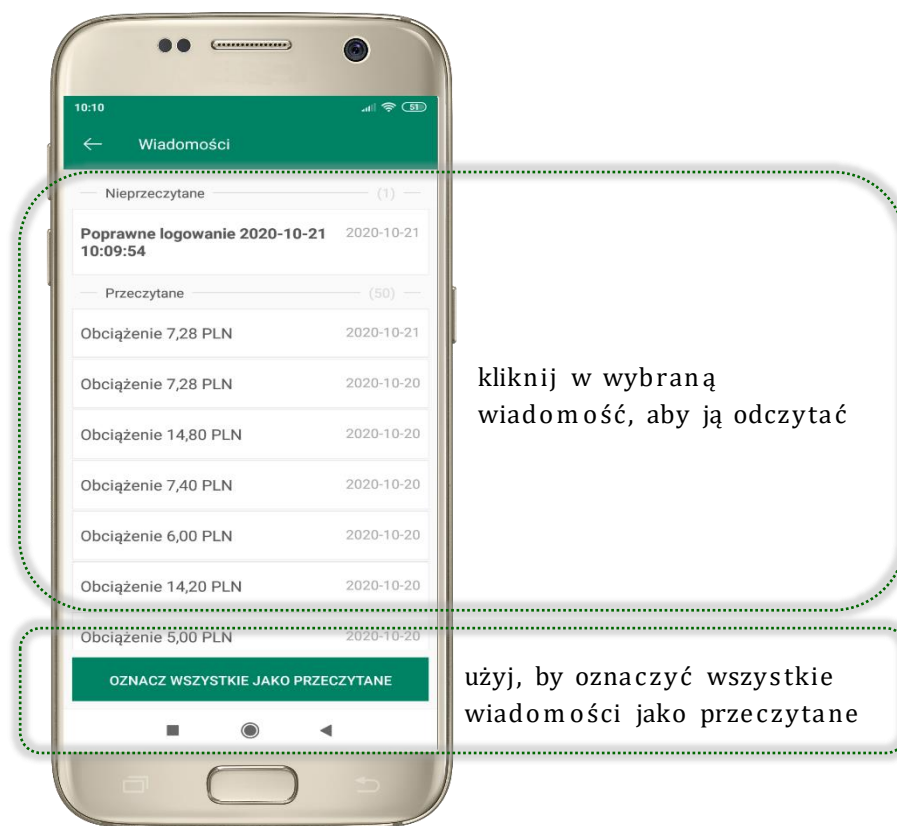 10:10
51
Wiadomości
Nieprzeczytane (1)
Poprawne logowanie 2020-10-21 2020-10-21
10:09:54
Przeczytane (50)
Obciążenie 7,28 PLN 2020-10-21
Obciążenie 7,28 PLN 2020-10-20
Obciążenie 14,80 PLN 2020-10-20
Obciążenie 7,40 PLN 2020-10-20
Obciążenie 6,00 PLN 2020-10-20
Obciążenie 14,20 PLN 2020-10-20
Obciążenie 5,00 PLN 2020-10-20
OZNACZ WSZYSTKIE JAKO PRZECZYTANE
kliknij w wybraną
wiadomość, aby ją odczytać
użyj, by oznaczyć wszystkie
wiadomości jako przeczytane